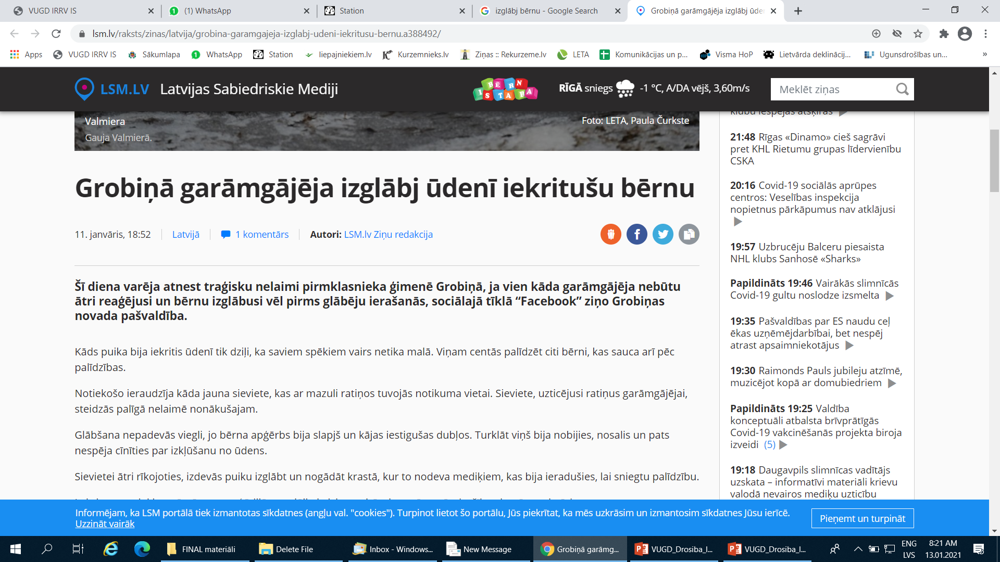 VUGD IRRV IS
(1) WhatsApp
Station
izglābj bērnu - Google Search
Grobiņā garāmgājēja izglābj ūde
lsm.lv/raksts/zinas/latvija/grobina-garamgajeja-izglabj-udeni-iekritusu-bernu.a388492/
Apps
VUGD IRRV IS
Sākumlapa
WhatsApp
Station
liepajniekiem.lv
Kurzemnieks.lv
Ziņas :: Rekurzeme.lv
LETA
Komunikācijas un p...
Visma HoP
Lietvārda deklinācij...
Ugunsdrošības un...
»
LSM.LV Latvijas Sabiedriskie Mediji
BĒRN
ISTABA
RĪGĀ sniegs -1 °C, A/DA vējš, 3,60m/s
Meklēt ziņas
Valmiera
Gauja Valmierā.
Foto: LETA, Paula Čurkste
Grobiņā garāmgājēja izglābj ūdenī iekritušu bērnu
11. janvāris, 18:52 Latvijā 1 komentārs Autori: LSM.lv Ziņu redakcija
Šī diena varēja atnest traģisku nelaimi pirmklasnieka ģimenē Grobiņā, ja vien kāda garāmgājēja nebūtu
ātri reaģējusi un bērnu izglābusi vēl pirms glābēju ierašanās, sociālajā tīklā “Facebook” ziņo Grobiņas
novada pašvaldība.
Kāds puika bija iekritis ūdenī tik dziļi, ka saviem spēkiem vairs netika malā. Viņam centās palīdzēt citi bērni, kas sauca arī pēc
palīdzības.
Notiekošo ieraudzīja kāda jauna sieviete, kas ar mazuli ratiņos tuvojās notikuma vietai. Sieviete, uzticējusi ratiņus garāmgājējai,
steidzās palīgā nelaimē nonākušajam.
Glābšana nepadevās viegli, jo bērna apģērbs bija slapjš un kājas iestigušas dubļos. Turklāt viņš bija nobijies, nosalis un pats
nespēja cīnīties par izkļūšanu no ūdens.
Sievietei ātri rīkojoties, izdevās puiku izglābt un nogādāt krastā, kur to nodeva mediķiem, kas bija ieradušies, lai sniegtu palīdzību.
klubu iespējas atšķiras
21:48 Rīgas «Dinamo» cieš sagrāvi
pret KHL Rietumu grupas līdervienību
CSKA
20:16 Covid-19 sociālās aprūpes
centros: Veselības inspekcija
nopietnus pārkāpumus nav atklājusi
19:57 Uzbrucēju Balceru piesaista
NHL klubs Sanhosē «Sharks»
Papildināts 19:46 Vairākās slimnīcās
Covid-19 gultu noslodze izsmelta
19:35 Pašvaldības par ES naudu ceļ
ēkas uzņēmējdarbībai, bet nespēj
atrast apsaimniekotājus
19:30 Raimonds Pauls jubileju atzīmē,
muzicējot kopā ar domubiedriem
Papildināts 19:25 Valdība
konceptuāli atbalsta brīvprātīgās
Covid-19 vakcinēšanās projekta biroja
izveidi (5)
19:18 Daugavpils slimnīcas vadītājs
uzskata – informatīvi materiāli krievu
valodā nevairos mediķu uzticību
Informējam, ka LSM portālā tiek izmantotas sīkdatnes (angļu val. "cookies"). Turpinot lietot šo portālu, Jūs piekrītat, ka mēs uzkrāsim un izmantosim sīkdatnes Jūsu ierīcē.
Uzzināt vairāk
Pieņemt un turpināt
FINAL materiāli
Delete File
Inbox - Windows...
New Message
Grobiņā garāmg...
VUGD_Drosiba_I...
VUGD_Drosiba_I...
ENG
LVS
8:21 AM
13.01.2021